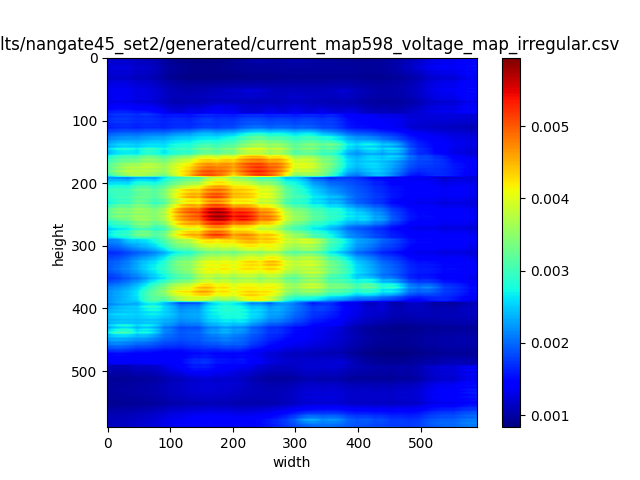 lts/nangate45_set2/generated/current_map598_voltage_map_irregular.csv
0
100
200
300
400
500
height
0 100 200 300 400 500
width
0.005
0.004
0.003
0.002
0.001